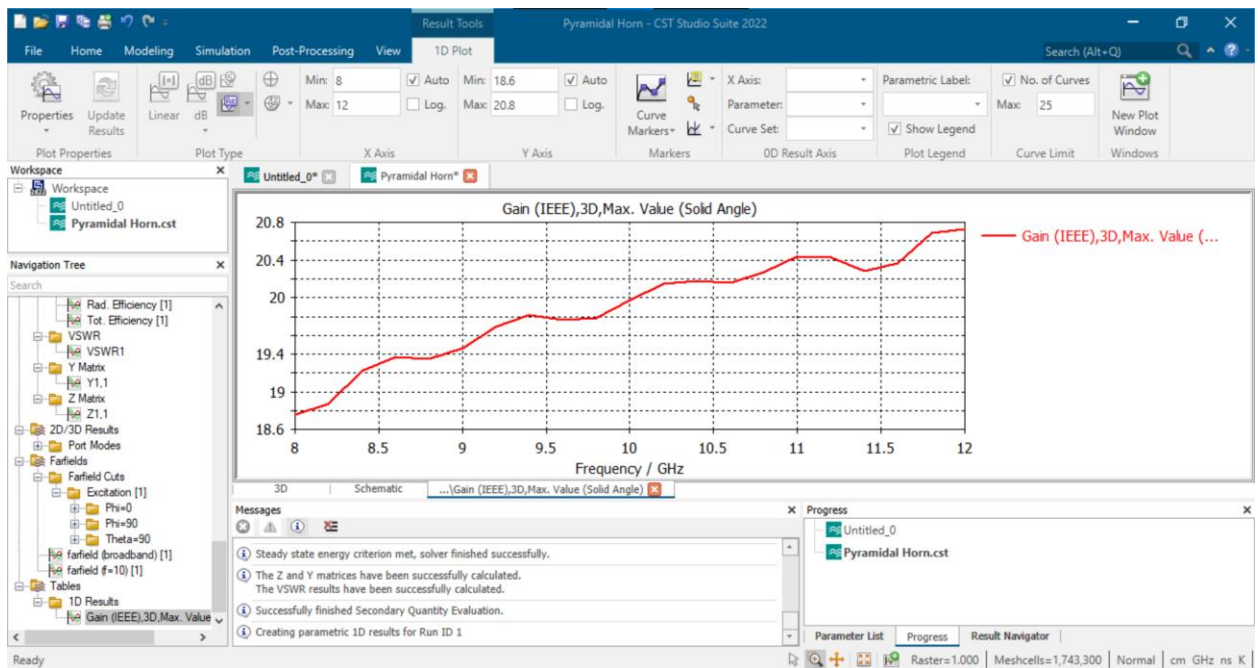 Result Tools
Pyramidal Horn - CST Studio Suite 2022
File Home Modeling Simulation Post-Processing View 1D Plot Search (Alt+Q)
Properties Update Results Linear dB
Min: 8 Auto Min: 18.6 Auto
Max: 12 Log. Max: 20.8 Log.
Curve Markers
X Axis:
Parameter:
Curve Set:
Parametric Label:
Show Legend
No. of Curves
Max: 25
New Plot Window
Plot Properties Plot Type X Axis Y Axis Markers 0D Result Axis Plot Legend Curve Limit Windows
Workspace
Workspace
Untitled_0
Pyramidal Horn.cst
Navigation Tree
Search
Rad. Efficiency [1]
Tot. Efficiency [1]
VSWR
VSWR1
Y Matrix
Y1,1
Z Matrix
Z1,1
2D/3D Results
Port Modes
Farfields
Farfield Cuts
Excitation [1]
Phi=0
Phi=90
Theta=90
farfield (broadband) [1]
farfield (f=10) [1]
Tables
1D Results
Gain (IEEE),3D,Max. Value
Untitled_0* Pyramidal Horn*
Gain (IEEE),3D,Max. Value (Solid Angle)
20.8
20.4
20
19.4
19
18.6
8 8.5 9 9.5 10 10.5 11 11.5 12
Frequency / GHz
Gain (IEEE),3D,Max. Value (...
3D Schematic ...\Gain (IEEE),3D,Max. Value (Solid Angle)
Messages
Steady state energy criterion met, solver finished successfully.
The Z and Y matrices have been successfully calculated.
The VSWR results have been successfully calculated.
Successfully finished Secondary Quantity Evaluation.
Creating parametric 1D results for Run ID 1
Progress
Untitled_0
Pyramidal Horn.cst
Parameter List Progress Result Navigator
Ready
Raster=1.000 Meshcells=1,743,300 Normal cm GHz ns K